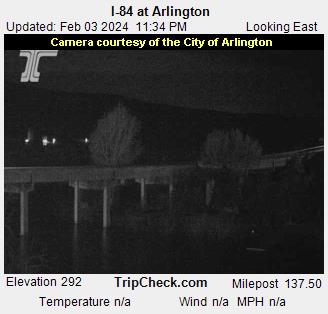 I-84 at Arlington
Updated: Feb 03 2024 11:34 PM Looking East
Camera courtesy of the City of Arlington
Elevation 292 TripCheck.com Milepost 137.50
Temperature n/a Wind n/a MPH n/a